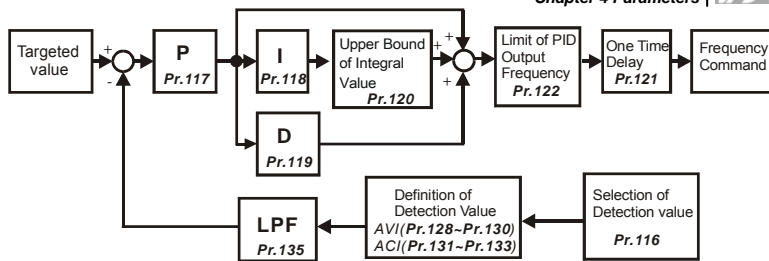 Chapter 4 Parameters |
Targeted
value
+
-
P
Pr.117
I
Pr.118
Upper Bound
of Integral
Value
Pr.120
+
+
+
Limit of PID
Output
Frequency
Pr.122
One Time
Delay
Pr.121
Frequency
Command
D
Pr.119
LPF
Pr.135
Definition of
Detection Value
AVI(Pr.128~Pr.130)
ACI(Pr.131~Pr.133)
Selection of
Detection value
Pr.116